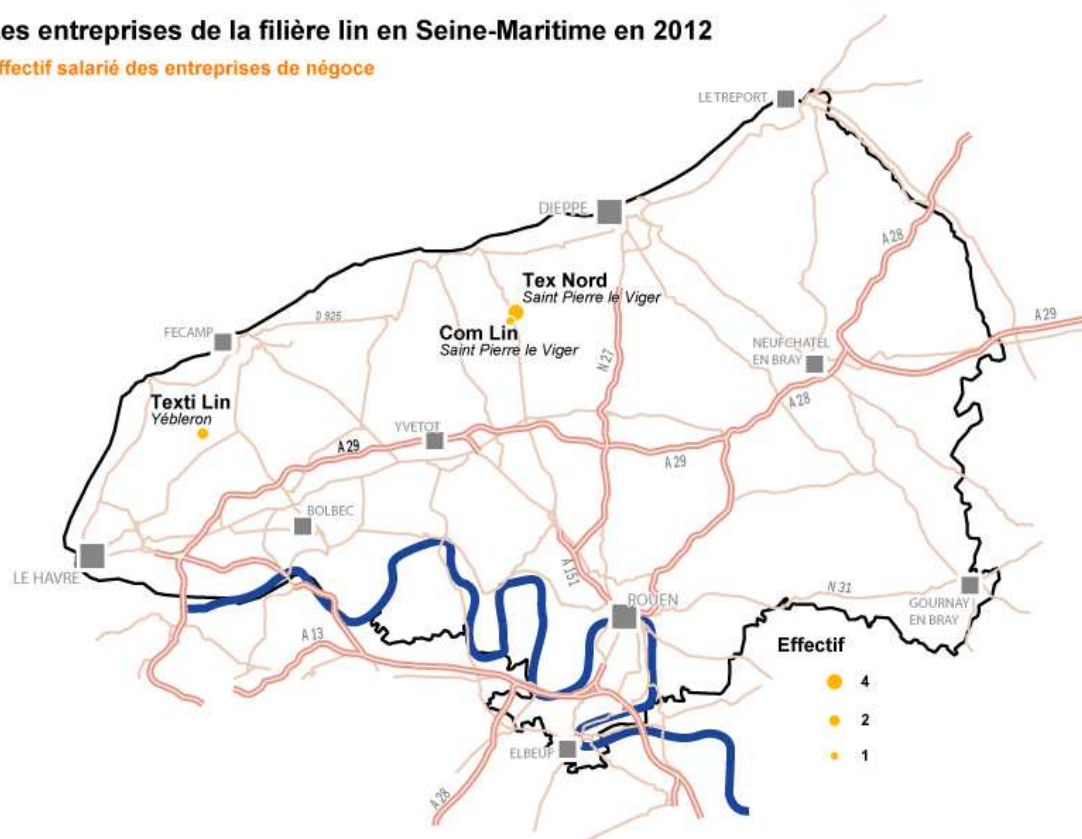 es entreprises de la filière lin en Seine-Maritime en 2012
ffectif salarié des entreprises de négoce
LE TREPORT
DIEPPE
A 28
Tex Nord
Saint Pierre le Viger
D 926
A 29
FECAMP
Com Lin
Saint Pierre le Viger
N 27
NEUFCHATEL
EN BRAY
Texti Lin
Yébleron
A 28
YVETOT
A 29
A 29
BOLBEC
LE HAVRE
A 151
ROUEN
N 31
GOURNAY
EN BRAY
A 13
Effectif
4
2
1
ELBEUF
A 28